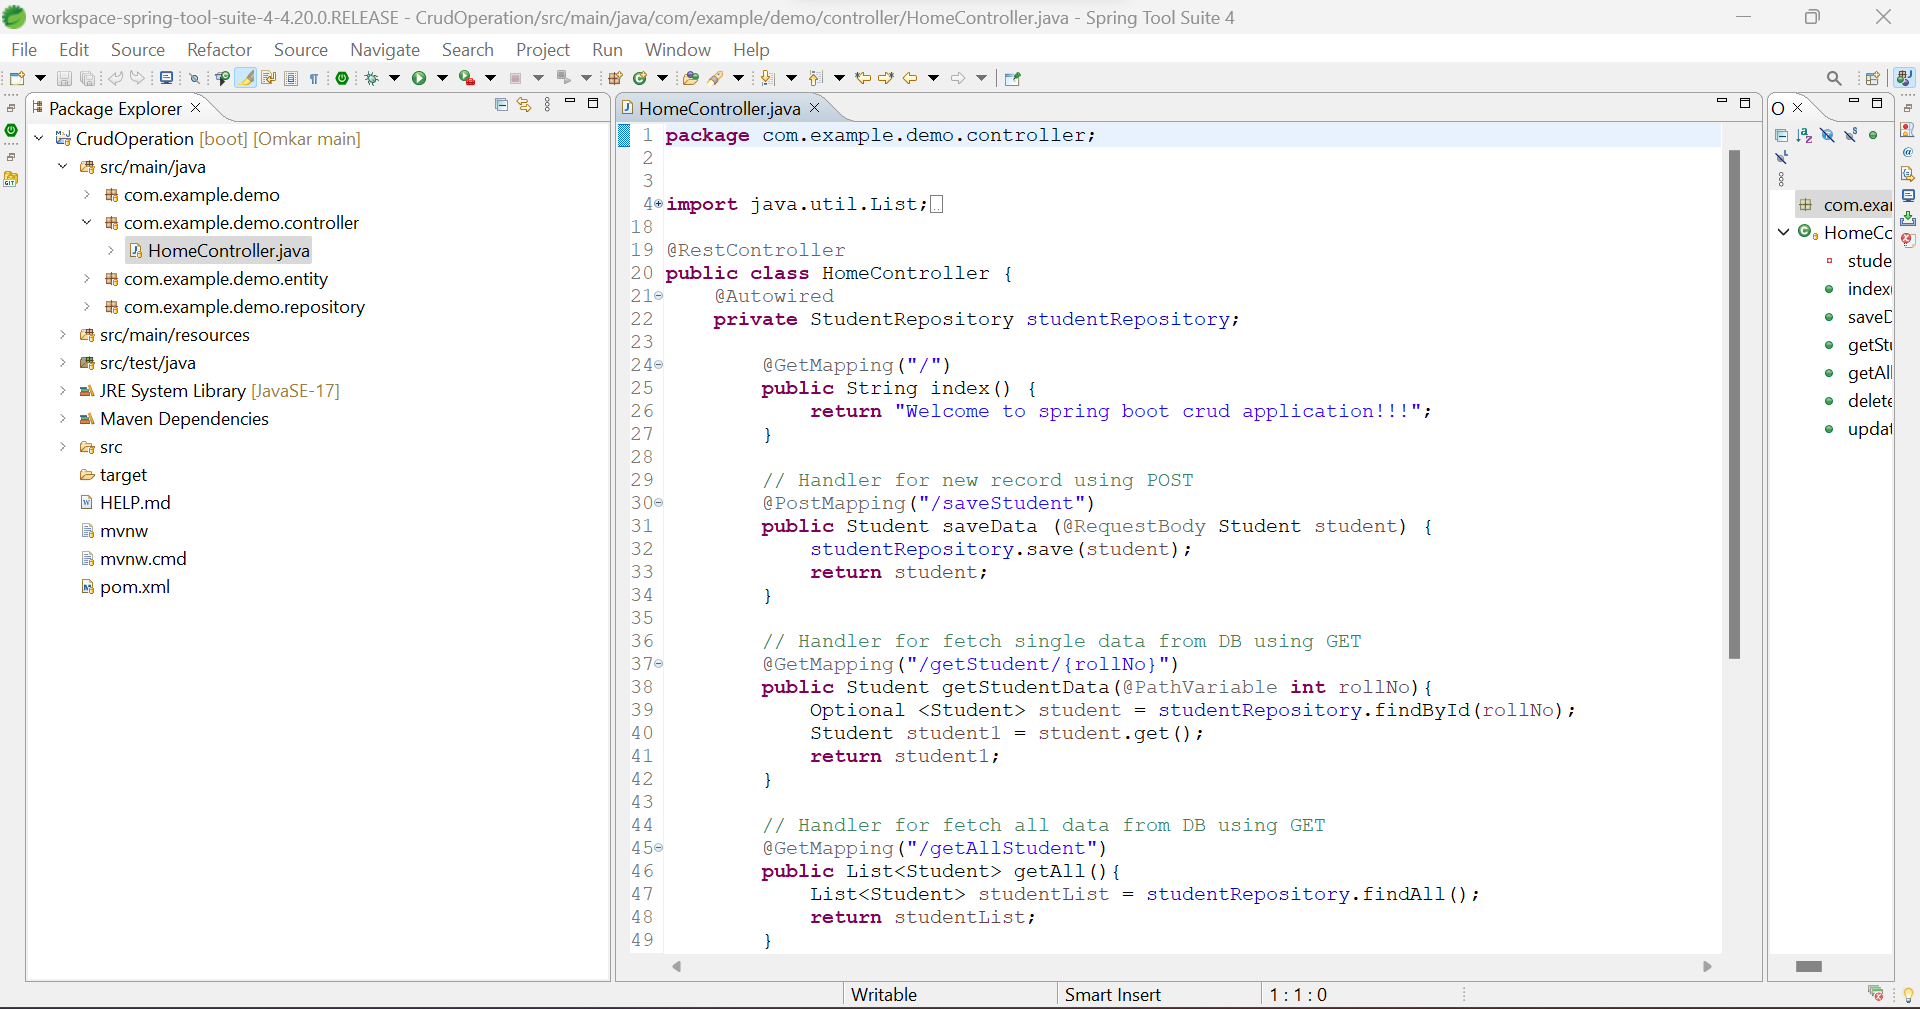 workspace-spring-tool-suite-4-4.20.0.RELEASE - CrudOperation/src/main/java/com/example/demo/controller/HomeController.java - Spring Tool Suite 4
File Edit Source Refactor Source Navigate Search Project Run Window Help
Package Explorer
CrudOperation [boot] [Omkar main]
src/main/java
com.example.demo
com.example.demo.controller
HomeController.java
com.example.demo.entity
com.example.demo.repository
src/main/resources
src/test/java
JRE System Library [JavaSE-17]
Maven Dependencies
src
target
HELP.md
mvnw
mvnw.cmd
pom.xml
HomeController.java
1 package com.example.demo.controller;
2
3
4 import java.util.List;
18
19 @RestController
20 public class HomeController {
21 @Autowired
22 private StudentRepository studentRepository;
23
24 @GetMapping("/")
25 public String index() {
26 return "Welcome to spring boot crud application!!!";
27 }
28
29 // Handler for new record using POST
30 @PostMapping("/saveStudent")
31 public Student saveData (@RequestBody Student student) {
32 studentRepository.save(student);
33 return student;
34 }
35
36 // Handler for fetch single data from DB using GET
37 @GetMapping("/getStudent/{rollNo}")
38 public Student getStudentData(@PathVariable int rollNo){
39 Optional <Student> student = studentRepository.findById(rollNo);
40 Student student1 = student.get();
41 return student1;
42 }
43
44 // Handler for fetch all data from DB using GET
45 @GetMapping("/getAllStudent")
46 public List<Student> getAll(){
47 List<Student> studentList = studentRepository.findAll();
48 return studentList;
49 }
O
com.exa
HomeCo
stude
index
save
getSt
getAl
delete
upda
Writable Smart Insert 1 : 1 : 0